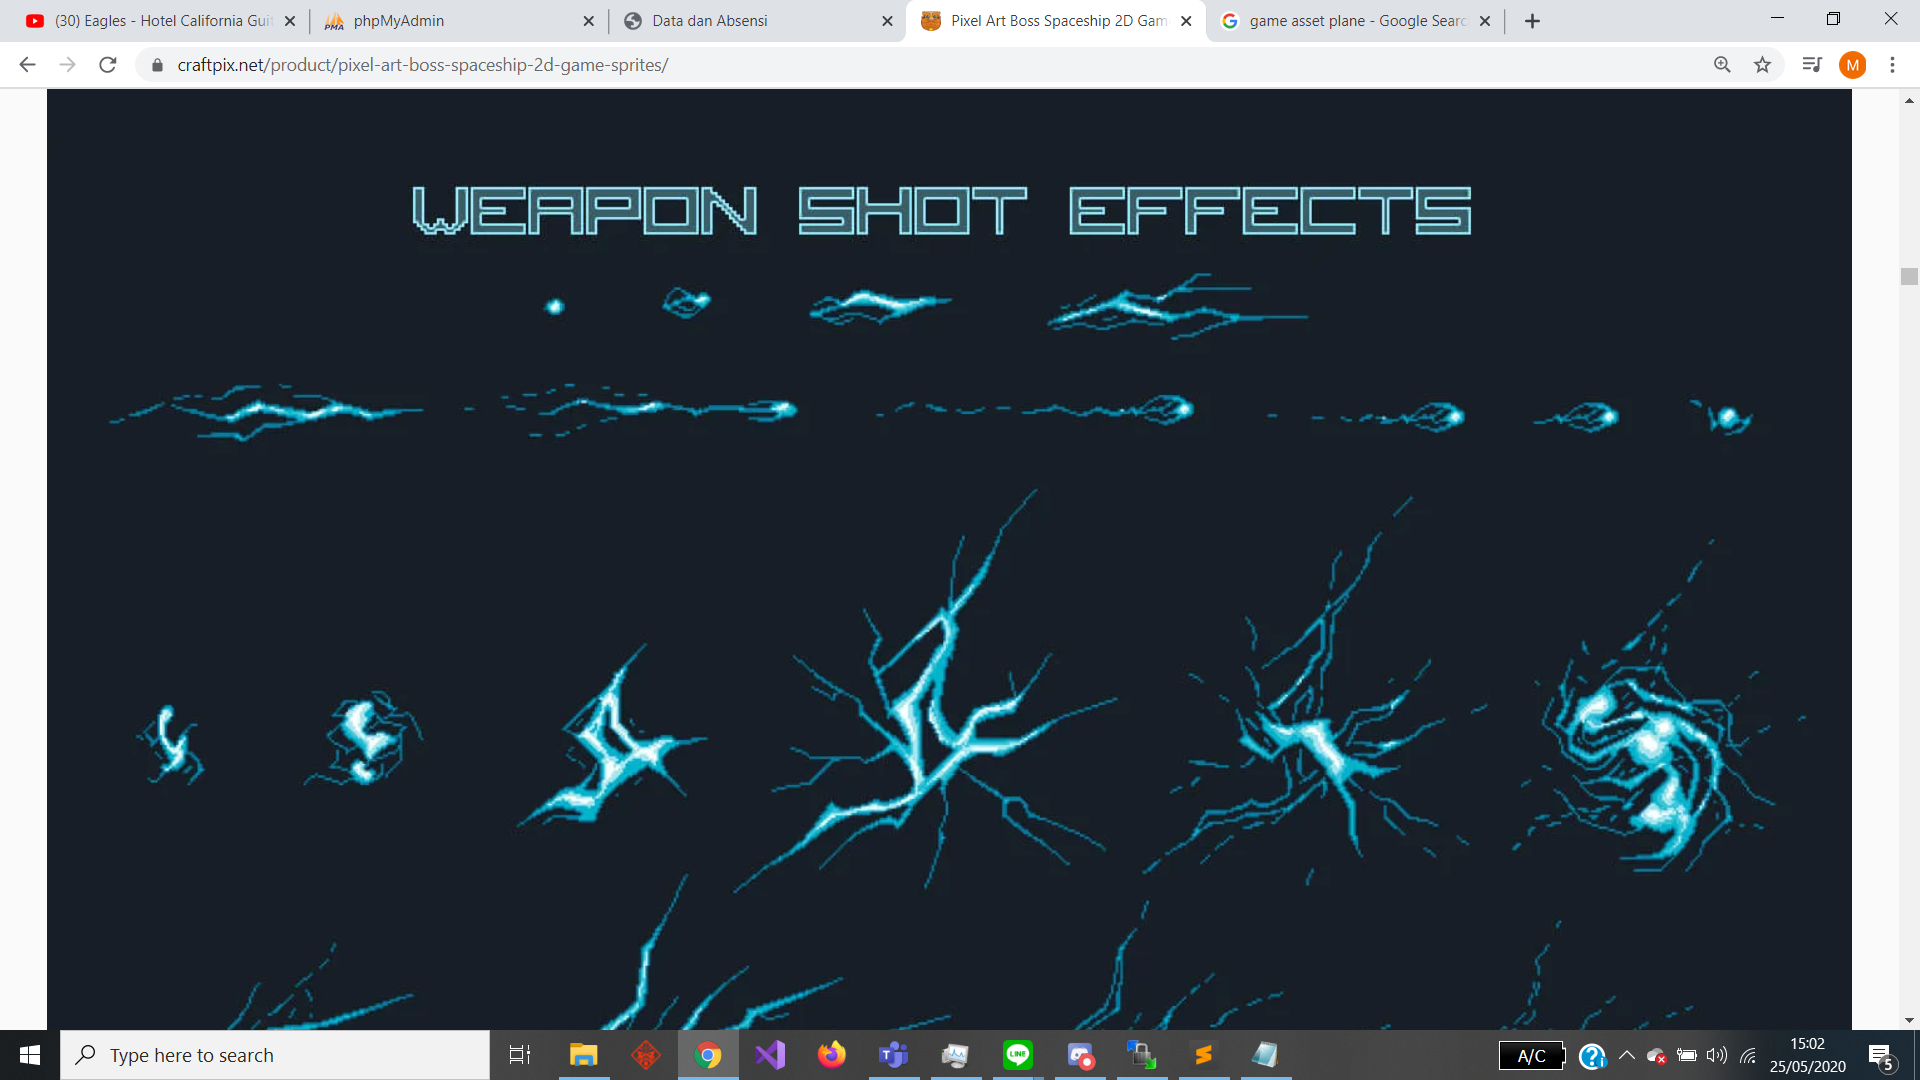 (30) Eagles - Hotel California Gui
phpMyAdmin
Data dan Absensi
Pixel Art Boss Spaceship 2D Gam
game asset plane - Google Searc
craftpix.net/product/pixel-art-boss-spaceship-2d-game-sprites/
M
WEAPON SHOT EFFECTS
Type here to search
LINE
A/C
15:02
25/05/2020
5